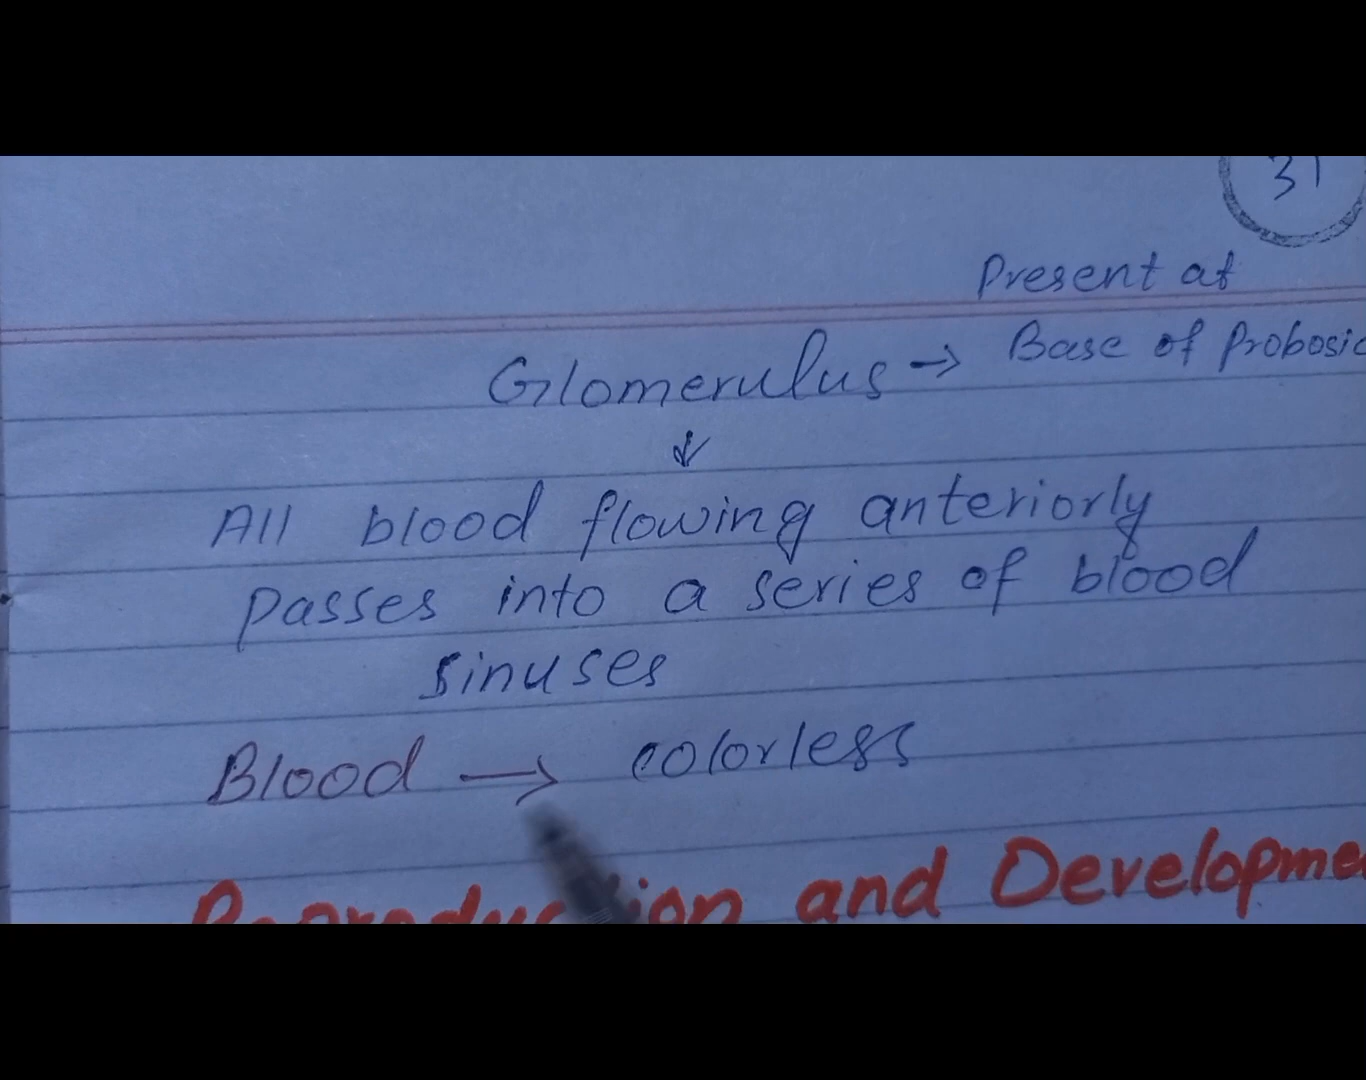 31
Present at
Glomerulus → Base of Probosic
↓
All blood flowing anteriorly
passes into a series of blood
sinuses
Blood → colorless
Reproduction and Developme